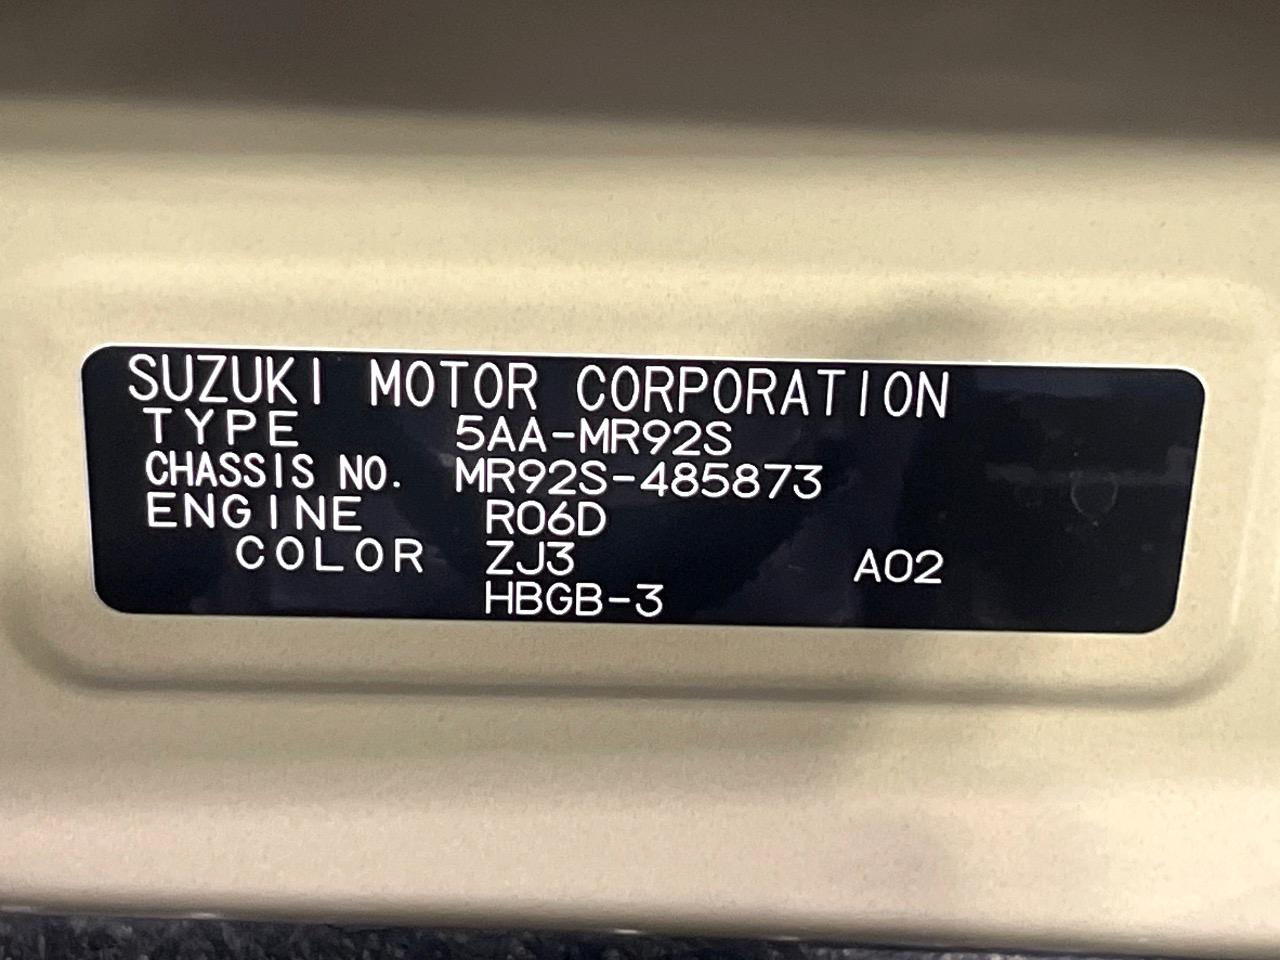 SUZUKI MOTOR CORPORATION
TYPE 5AA-MR92S
CHASSIS NO. MR92S-485873
ENGINE R06D
COLOR ZJ3 A02
HBGB-3